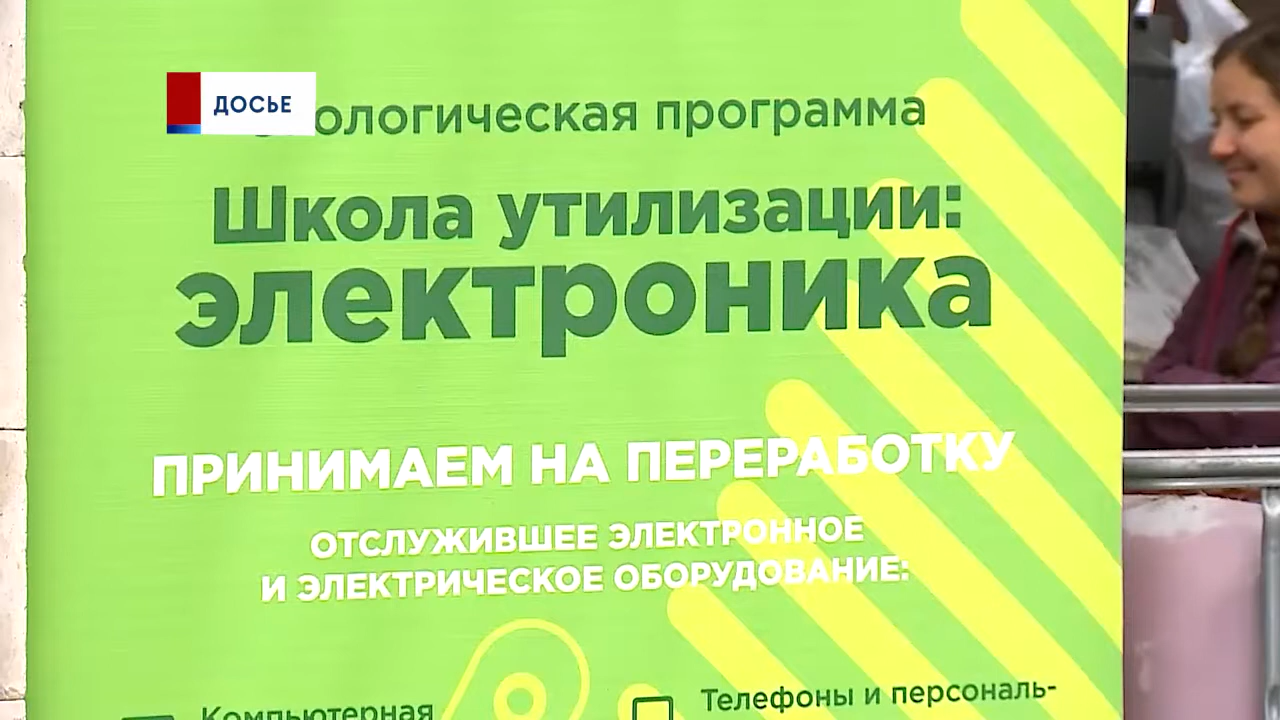 ДОСЬЕ
ологическая программа
Школа утилизации:
электроника
ПРИНИМАЕМ НА ПЕРЕРАБОТКУ
ОТСЛУЖИВШЕЕ ЭЛЕКТРОННОЕ
И ЭЛЕКТРИЧЕСКОЕ ОБОРУДОВАНИЕ:
Компьютерная
Телефоны и персональ-